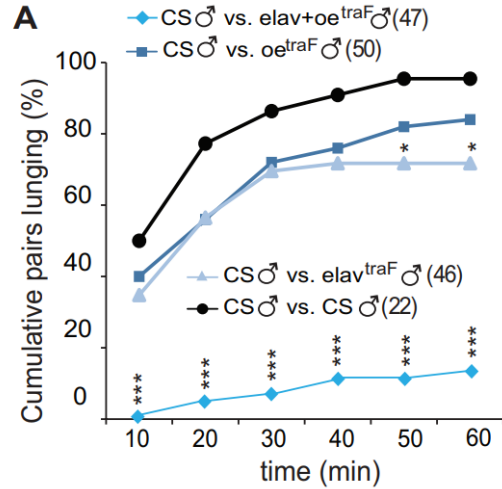 A
CS♂ vs. elav+oe^traF♂(47)
CS♂ vs. oe^traF♂(50)
100
80
60
40
20
0
Cumulative pairs lunging (%)
* *
CS♂ vs. elav^traF♂(46)
CS♂ vs. CS♂(22)
*** *** *** *** *** ***
10 20 30 40 50 60
time (min)